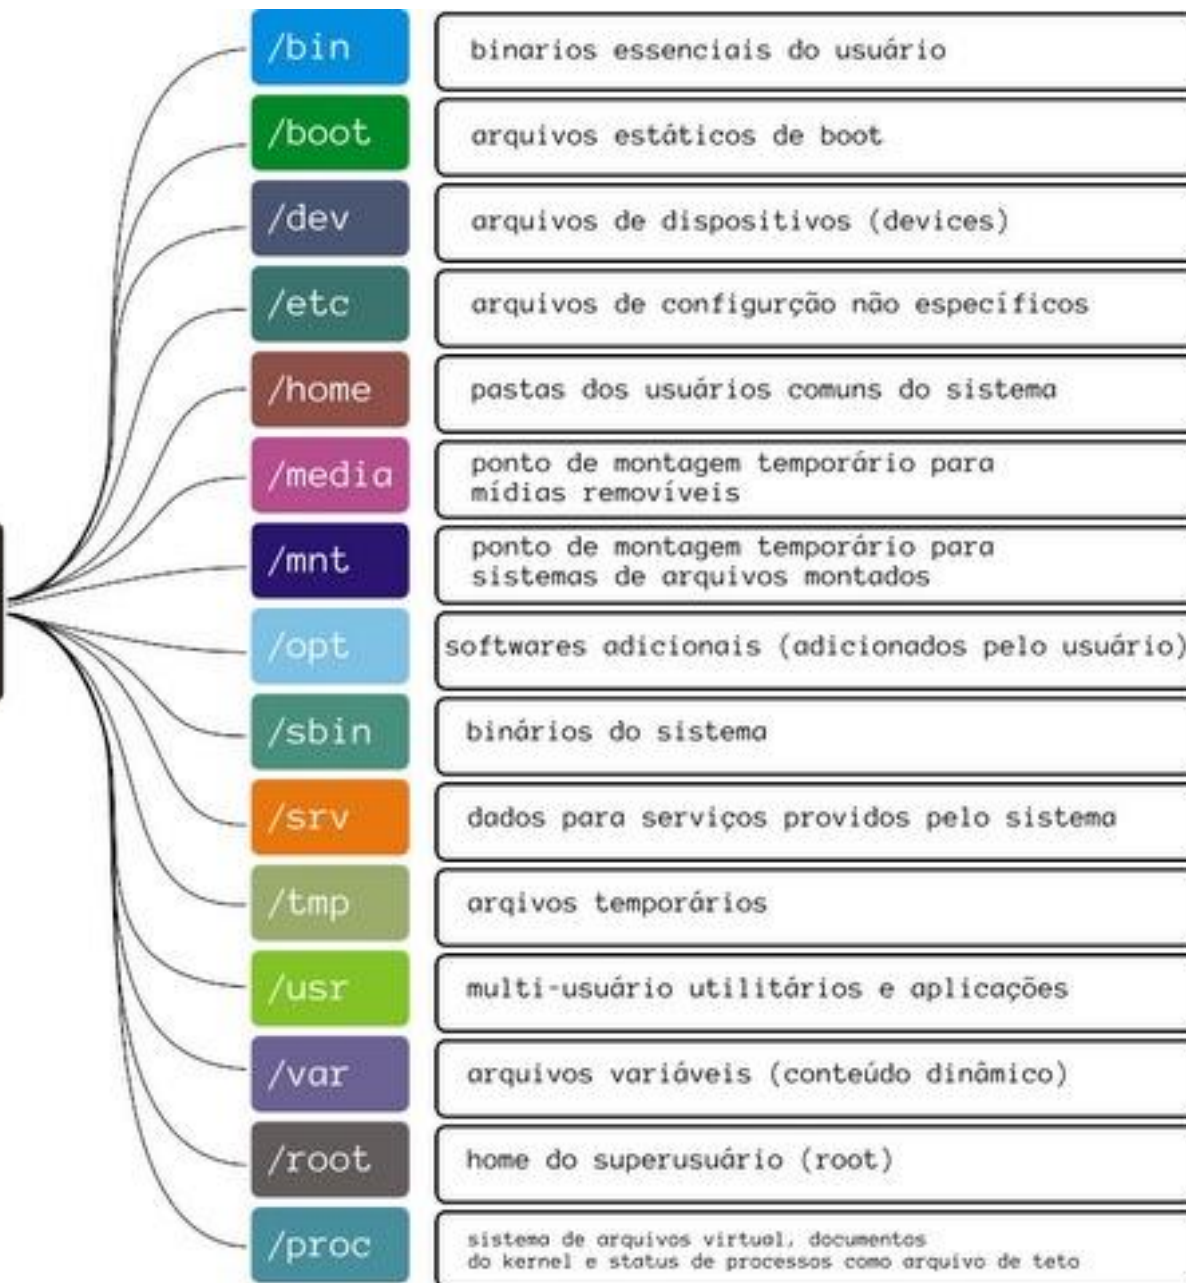 /bin
binarios essenciais do usuário
/boot
arquivos estáticos de boot
/dev
arquivos de dispositivos (devices)
/etc
arquivos de configurção não específicos
/home
pastas dos usuários comuns do sistema
/media
ponto de montagem temporário para
mídias removíveis
/mnt
ponto de montagem temporário para
sistemas de arquivos montados
/opt
softwares adicionais (adicionados pelo usuário)
/sbin
binários do sistema
/srv
dados para serviços providos pelo sistema
/tmp
arqivos temporários
/usr
multi-usuário utilitários e aplicações
/var
arquivos variáveis (conteúdo dinâmico)
/root
home do superusuário (root)
/proc
sistema de arquivos virtual, documentos
do kernel e status de processos como arquivo de teto